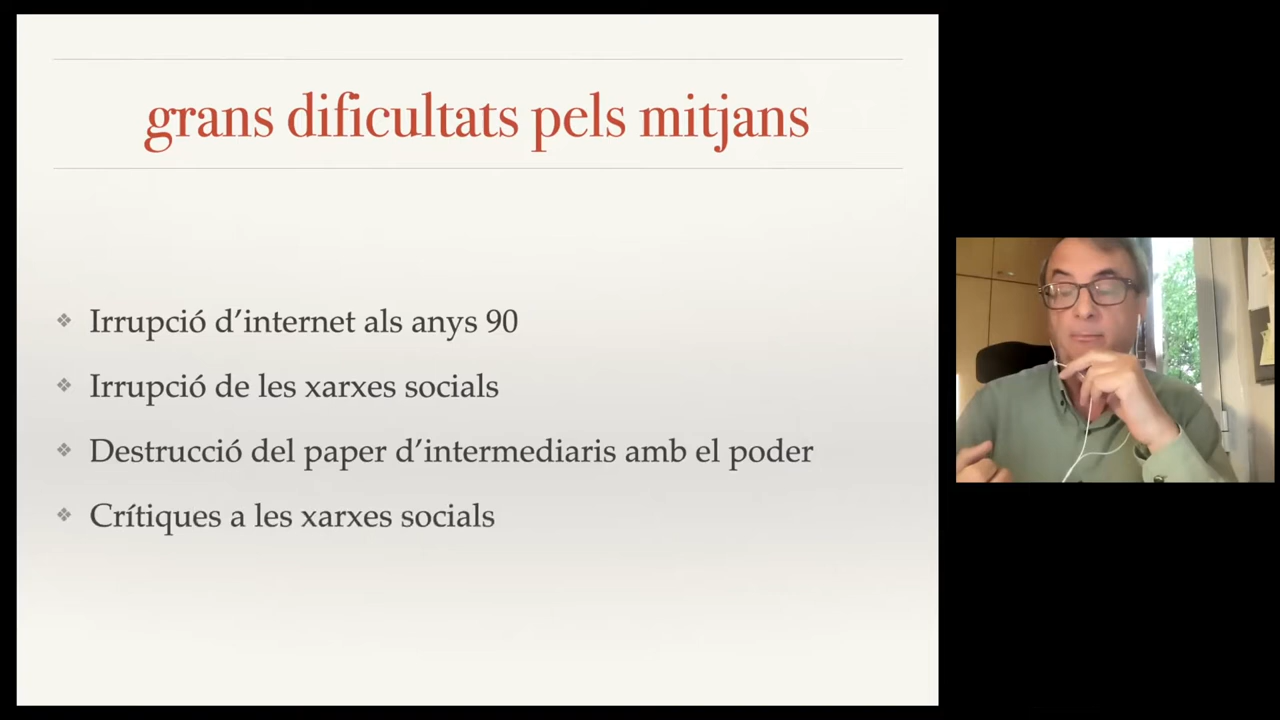 grans dificultats pels mitjans
Irrupció d’internet als anys 90
Irrupció de les xarxes socials
Destrucció del paper d’intermediaris amb el poder
Crítiques a les xarxes socials